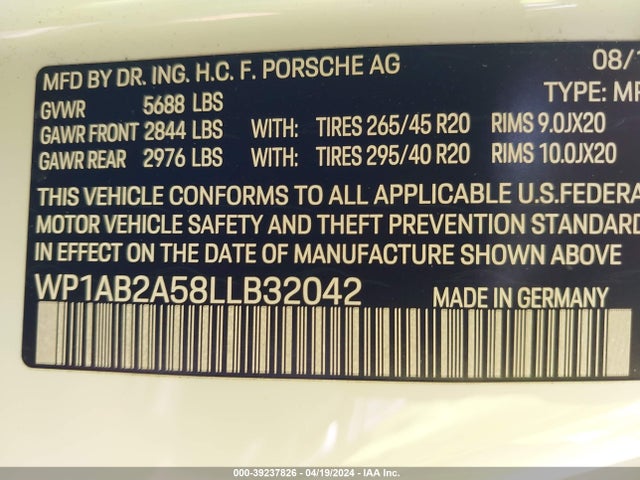 MFD BY DR. ING. H.C. F. PORSCHE AG 08/1
GVWR 5688 LBS TYPE: MP
GAWR FRONT 2844 LBS WITH: TIRES 265/45 R20 RIMS 9.0JX20
GAWR REAR 2976 LBS WITH: TIRES 295/40 R20 RIMS 10.0JX20
THIS VEHICLE CONFORMS TO ALL APPLICABLE U.S.FEDERA
MOTOR VEHICLE SAFETY AND THEFT PREVENTION STANDARD
IN EFFECT ON THE DATE OF MANUFACTURE SHOWN ABOVE
WP1AB2A58LLB32042 MADE IN GERMANY
000-39237826 - 04/19/2024 - IAA Inc.